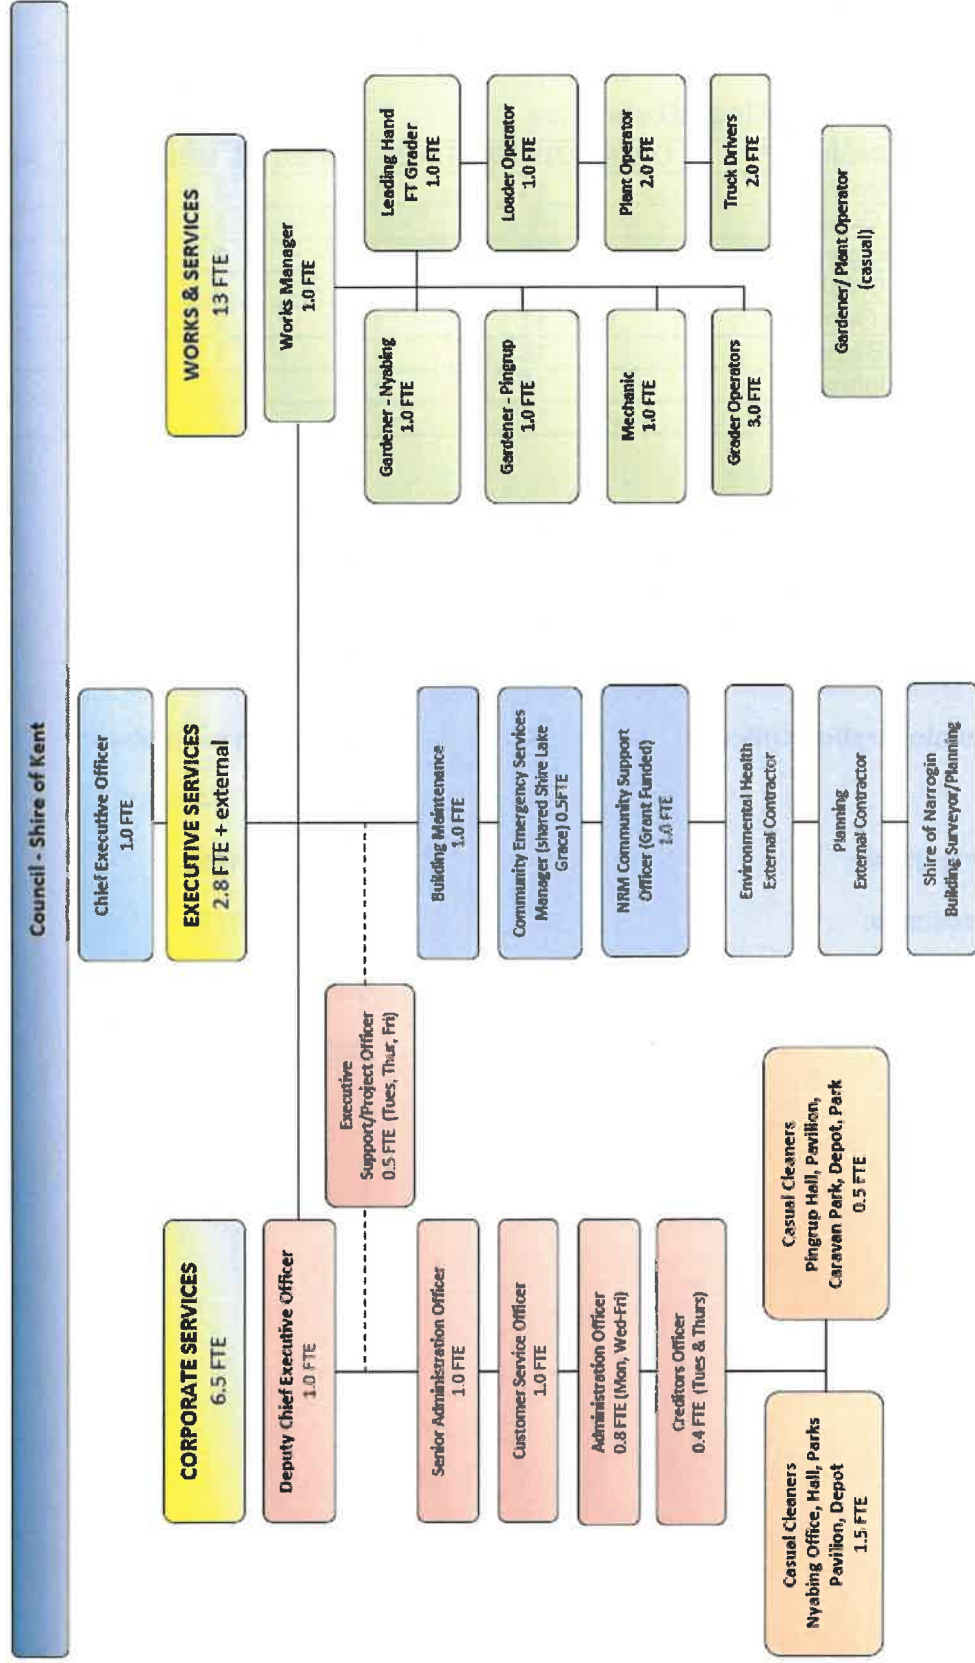 Council - Shire of Kent
Chief Executive Officer
1.0 FTE
CORPORATE SERVICES
6.5 FTE
EXECUTIVE SERVICES
2.8 FTE + external
WORKS & SERVICES
13 FTE
Deputy Chief Executive Officer
1.0 FTE
Works Manager
1.0 FTE
Executive
Support/Project Officer
0.5 FTE (Tues, Thur, Fri)
Senior Administration Officer
1.0 FTE
Customer Service Officer
1.0 FTE
Administration Officer
0.8 FTE (Mon, Wed-Fri)
Creditors Officer
0.4 FTE (Tues & Thurs)
Casual Cleaners
Nyabing Office, Hall, Parks
Pavilion, Depot
1.5 FTE
Casual Cleaners
Pingrup Hall, Pavilion,
Caravan Park, Depot, Park
0.5 FTE
Building Maintenance
1.0 FTE
Community Emergency Services
Manager (shared Shire Lake
Grace) 0.5FTE
NRM Community Support
Officer (Grant Funded)
1.0 FTE
Environmental Health
External Contractor
Planning
External Contractor
Shire of Narrogin
Building Surveyor/Planning
Gardener - Nyabing
1.0 FTE
Gardener - Pingrup
1.0 FTE
Mechanic
1.0 FTE
Grader Operators
3.0 FTE
Leading Hand
FT Grader
1.0 FTE
Loader Operator
1.0 FTE
Plant Operator
2.0 FTE
Truck Drivers
2.0 FTE
Gardener/ Plant Operator
(casual)